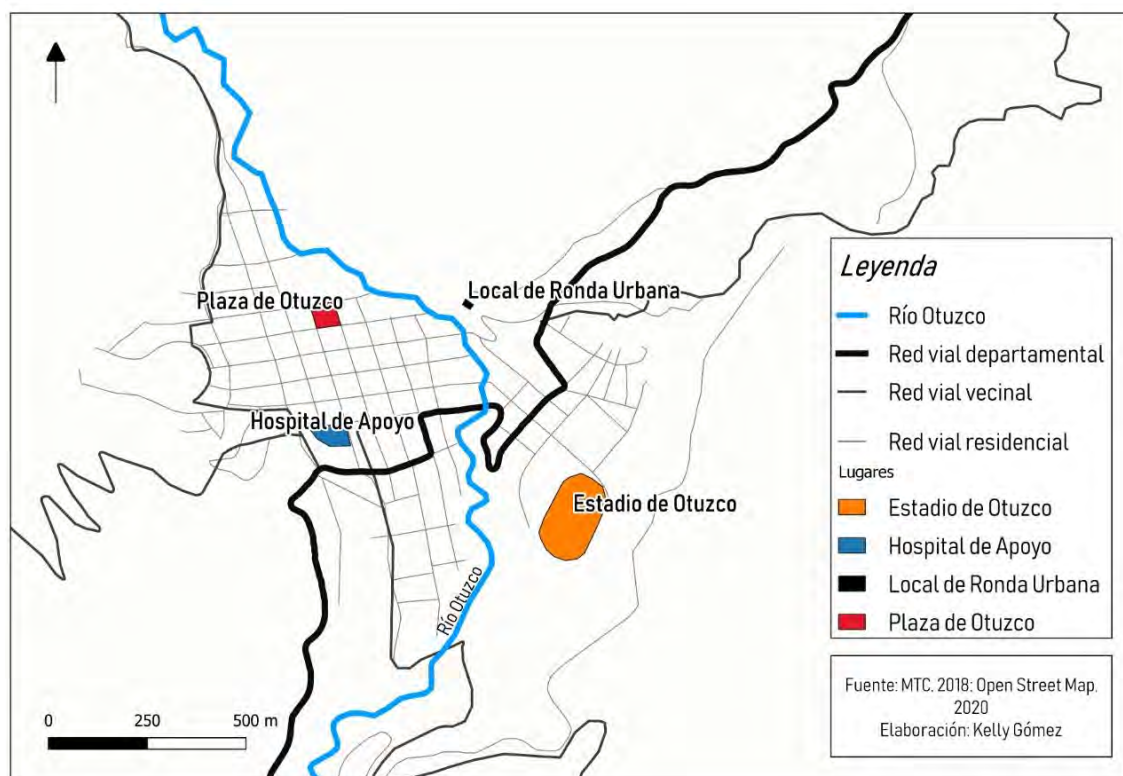 Plaza de Otuzco
Local de Ronda Urbana
Hospital de Apoyo
Estadio de Otuzco
Río Otuzco
0 250 500 m
Leyenda
Río Otuzco
Red vial departamental
Red vial vecinal
Red vial residencial
Lugares
Estadio de Otuzco
Hospital de Apoyo
Local de Ronda Urbana
Plaza de Otuzco
Fuente: MTC. 2018; Open Street Map.
2020
Elaboración: Kelly Gómez